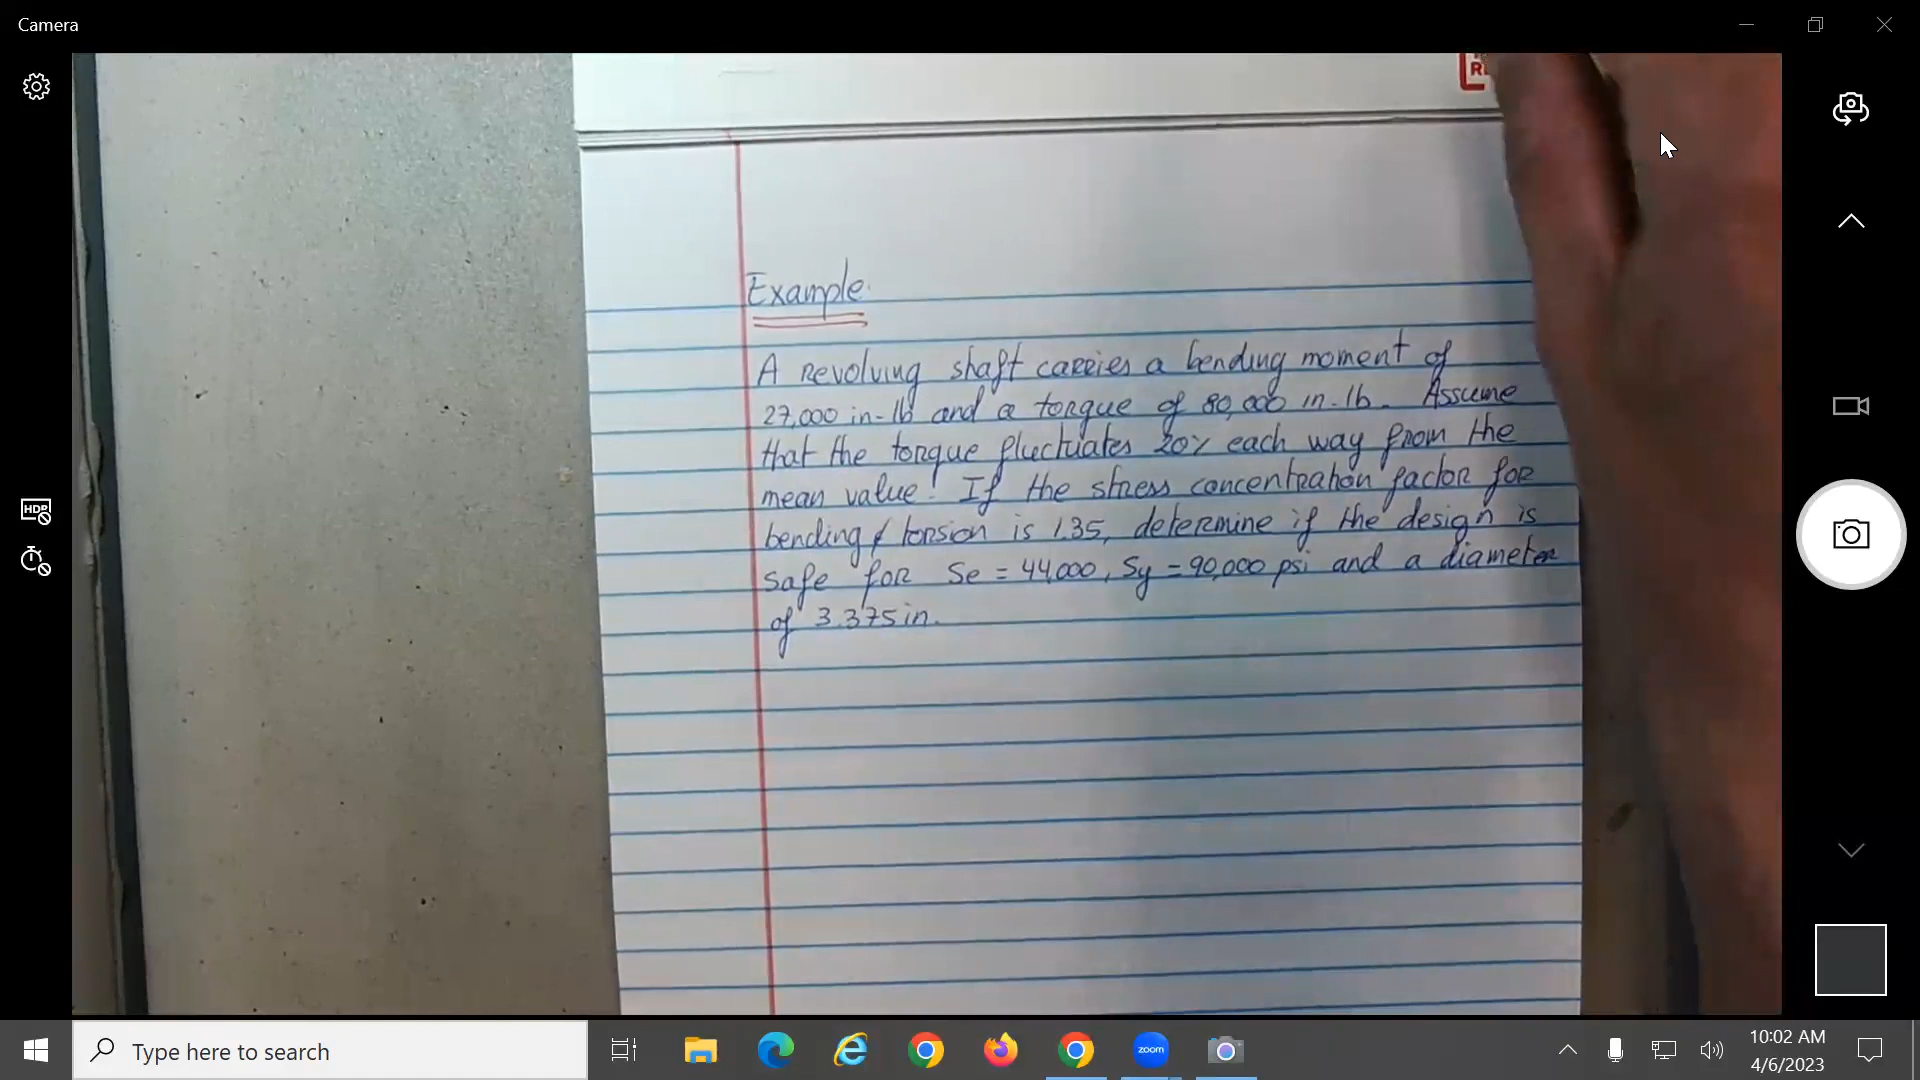 Camera
R
Example.
A revolving shaft carries a bending moment of
27,000 in-lb and a torque of 80,000 in-lb. Assume
that the torque fluctuates 20% each way from the
mean value! If the stress concentration factor for
bending & torsion is 1.35, determine if the design is
safe for Se = 44,000, Sy = 90,000 psi and a diameter
of 3.375 in.
HDR
Type here to search
zoom
10:02 AM
4/6/2023